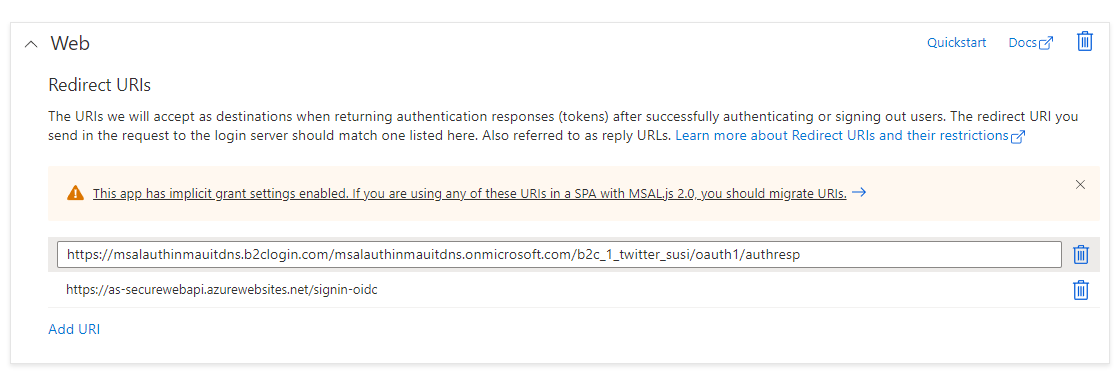 Web
Quickstart
Docs
Redirect URIs
The URIs we will accept as destinations when returning authentication responses (tokens) after successfully authenticating or signing out users. The redirect URI you
send in the request to the login server should match one listed here. Also referred to as reply URLs. Learn more about Redirect URIs and their restrictions
This app has implicit grant settings enabled. If you are using any of these URIs in a SPA with MSAL.js 2.0, you should migrate URIs.
https://msalauthinmauitdns.b2clogin.com/msalauthinmauitdns.onmicrosoft.com/b2c_1_twitter_susi/oauth1/authresp
https://as-securewebapi.azurewebsites.net/signin-oidc
Add URI